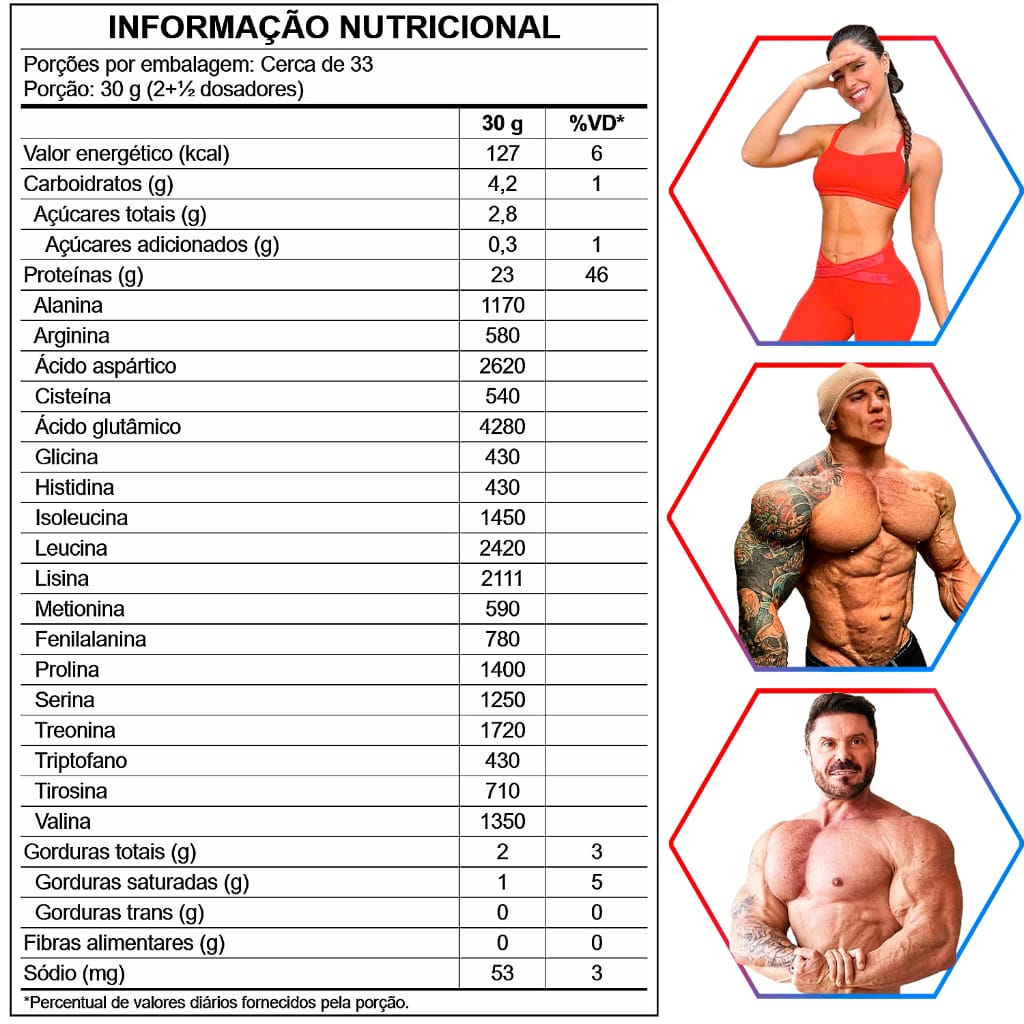 INFORMAÇÃO NUTRICIONAL
Porções por embalagem: Cerca de 33
Porção: 30 g (2+½ dosadores)
30 g %VD*
Valor energético (kcal) 127 6
Carboidratos (g) 4,2 1
Açúcares totais (g) 2,8
Açúcares adicionados (g) 0,3 1
Proteínas (g) 23 46
Alanina 1170
Arginina 580
Ácido aspártico 2620
Cisteína 540
Ácido glutâmico 4280
Glicina 430
Histidina 430
Isoleucina 1450
Leucina 2420
Lisina 2111
Metionina 590
Fenilalanina 780
Prolina 1400
Serina 1250
Treonina 1720
Triptofano 430
Tirosina 710
Valina 1350
Gorduras totais (g) 2 3
Gorduras saturadas (g) 1 5
Gorduras trans (g) 0 0
Fibras alimentares (g) 0 0
Sódio (mg) 53 3
*Percentual de valores diários fornecidos pela porção.